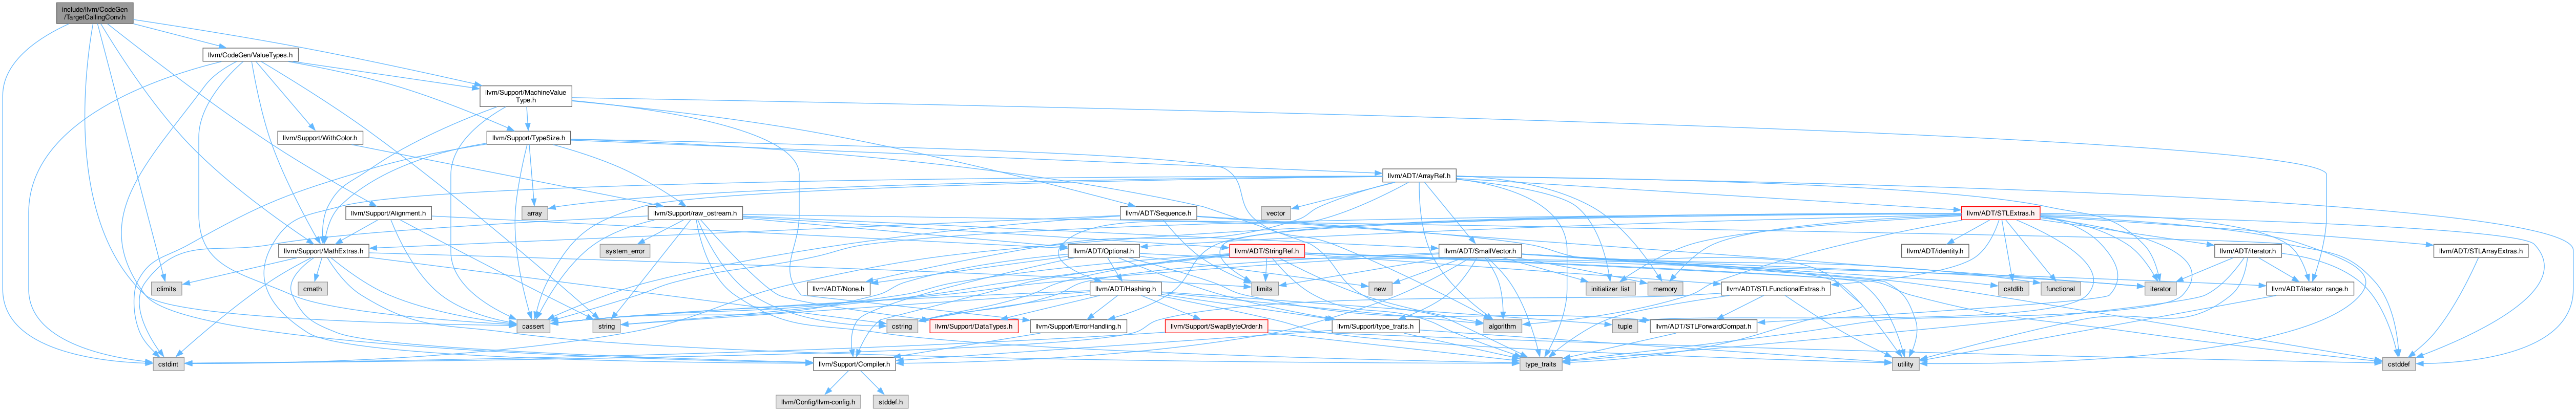 include/llvm/CodeGen
/TargetCallingConv.h
llvm/CodeGen/ValueTypes.h
llvm/Support/MachineValue
Type.h
llvm/Support/WithColor.h
llvm/Support/TypeSize.h
llvm/ADT/ArrayRef.h
llvm/Support/Alignment.h
array
llvm/Support/raw_ostream.h
llvm/ADT/Sequence.h
vector
llvm/ADT/STLExtras.h
llvm/Support/MathExtras.h
system_error
llvm/ADT/Optional.h
llvm/ADT/StringRef.h
llvm/ADT/SmallVector.h
llvm/ADT/identity.h
llvm/ADT/iterator.h
llvm/ADT/STLArrayExtras.h
climits
cmath
llvm/ADT/None.h
llvm/ADT/Hashing.h
limits
new
initializer_list
memory
llvm/ADT/STLFunctionalExtras.h
cstdlib
functional
iterator
llvm/ADT/iterator_range.h
cassert
string
cstring
llvm/Support/DataTypes.h
llvm/Support/ErrorHandling.h
llvm/Support/SwapByteOrder.h
llvm/Support/type_traits.h
algorithm
tuple
llvm/ADT/STLForwardCompat.h
cstdint
llvm/Support/Compiler.h
type_traits
utility
cstddef
llvm/Config/llvm-config.h
stddef.h